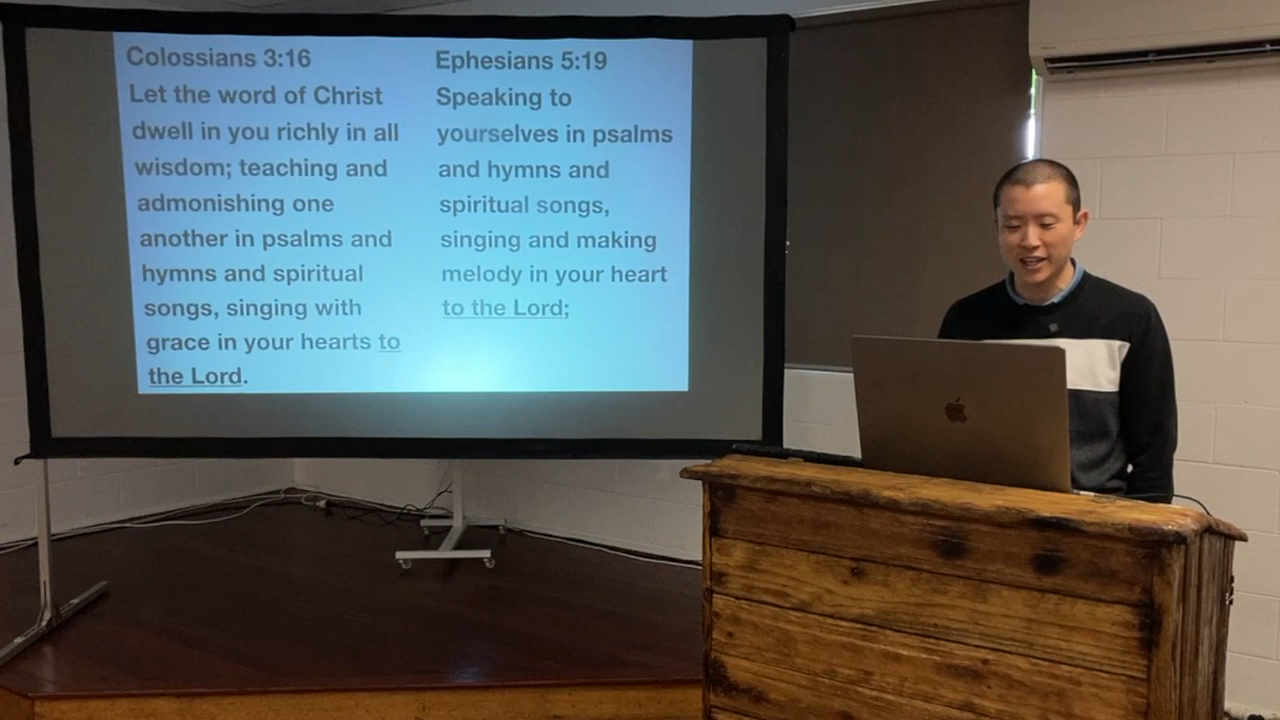 Colossians 3:16
Let the word of Christ
dwell in you richly in all
wisdom; teaching and
admonishing one
another in psalms and
hymns and spiritual
songs, singing with
grace in your hearts to
the Lord.
Ephesians 5:19
Speaking to
yourselves in psalms
and hymns and
spiritual songs,
singing and making
melody in your heart
to the Lord;